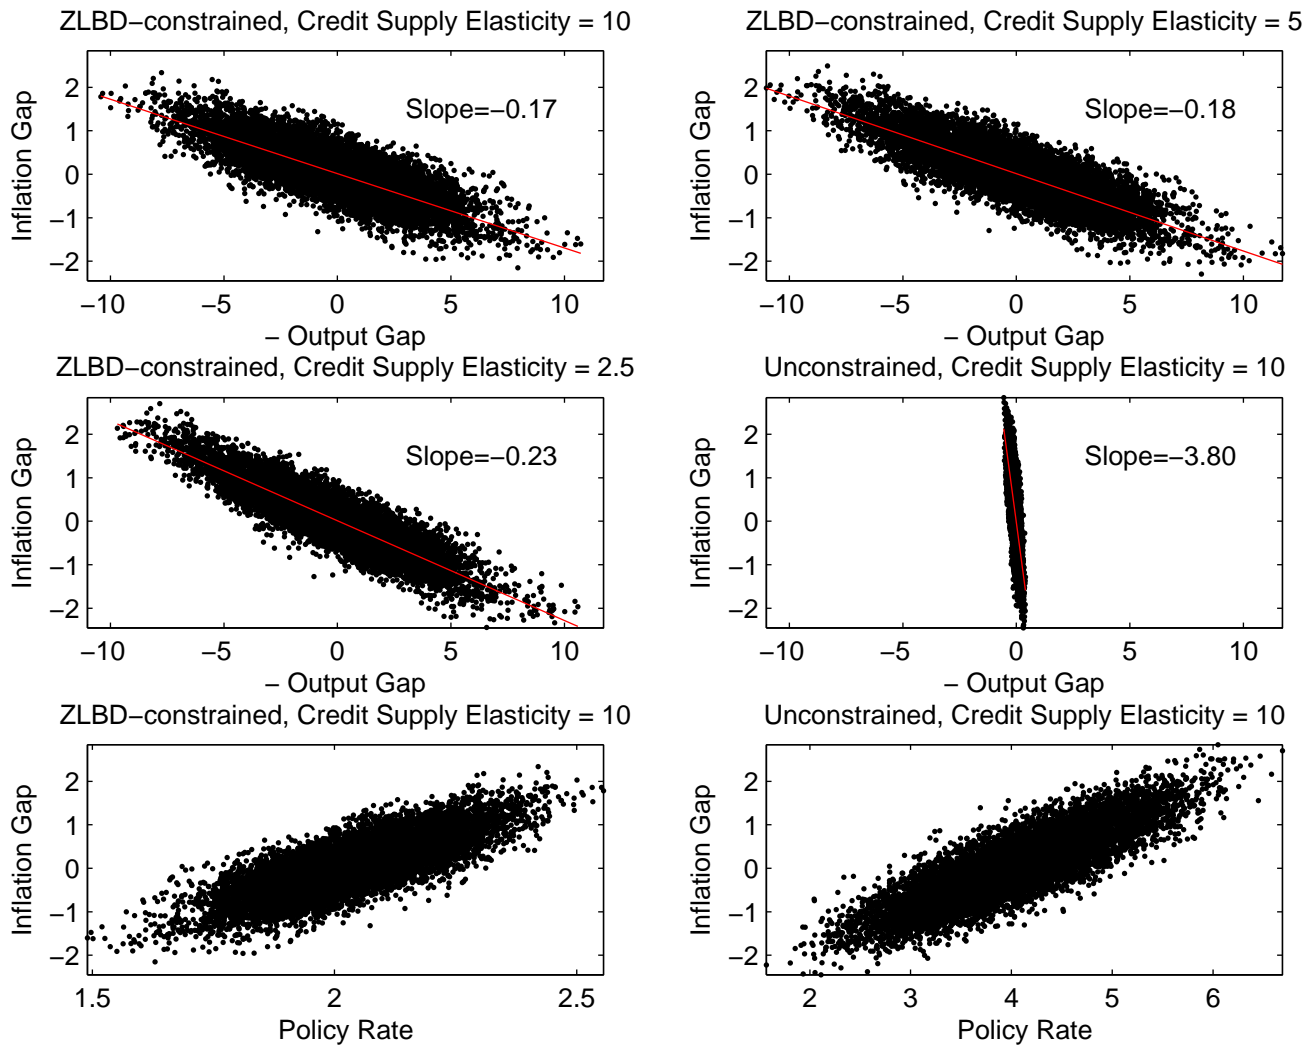 ZLBD−constrained, Credit Supply Elasticity = 10
Inflation Gap
2
1
0
−1
−2
Slope=−0.17
−10
−5
0
5
10
− Output Gap
ZLBD−constrained, Credit Supply Elasticity = 5
Inflation Gap
2
1
0
−1
−2
Slope=−0.18
−10
−5
0
5
10
− Output Gap
ZLBD−constrained, Credit Supply Elasticity = 2.5
Inflation Gap
2
1
0
−1
−2
Slope=−0.23
−10
−5
0
5
10
− Output Gap
Unconstrained, Credit Supply Elasticity = 10
Inflation Gap
2
1
0
−1
−2
Slope=−3.80
−10
−5
0
5
10
− Output Gap
ZLBD−constrained, Credit Supply Elasticity = 10
Inflation Gap
2
1
0
−1
−2
1.5
2
2.5
Policy Rate
Unconstrained, Credit Supply Elasticity = 10
Inflation Gap
2
1
0
−1
−2
2
3
4
5
6
Policy Rate